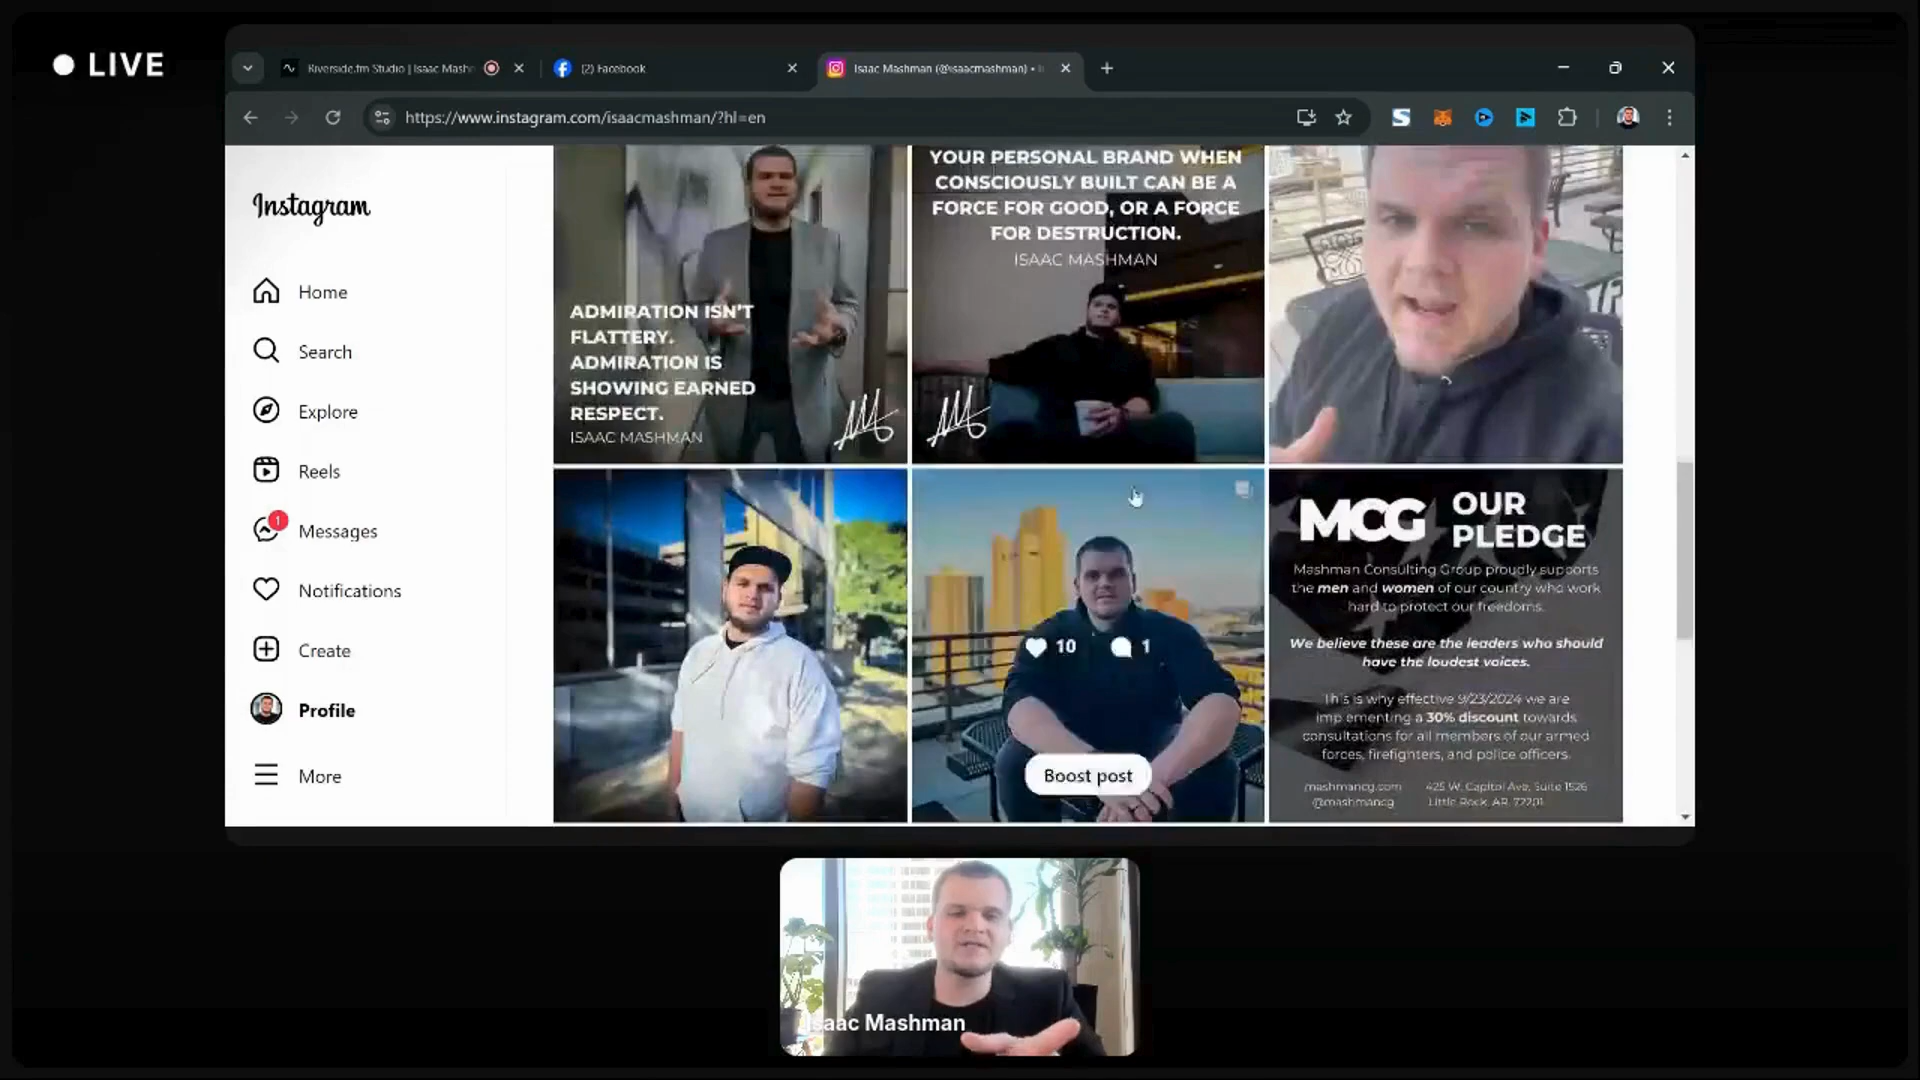 LIVE
Riverside.fm Studio | Isaac Mashm
(2) Facebook
Isaac Mashman (@isaacmashman) •
https://www.instagram.com/isaacmashman/?hl=en
Instagram
Home
Search
Explore
Reels
1
Messages
Notifications
Create
Profile
More
ADMIRATION ISN'T
FLATTERY.
ADMIRATION IS
SHOWING EARNED
RESPECT.
ISAAC MASHMAN
YOUR PERSONAL BRAND WHEN
CONSCIOUSLY BUILT CAN BE A
FORCE FOR GOOD, OR A FORCE
FOR DESTRUCTION.
ISAAC MASHMAN
10
1
Boost post
MCG
OUR
PLEDGE
Mashman Consulting Group proudly supports
the men and women of our country who work
hard to protect our freedoms.
We believe these are the leaders who should
have the loudest voices.
This is why effective 9/23/2024 we are
imp ementing a 30% discount towards
consultations for all members of our armed
forces, firefighters, and police officers.
mashmancg.com
@mashmancg
425 W. Capitol Ave, Suite 1526
Little Rock, AR, 72201
Isaac Mashman